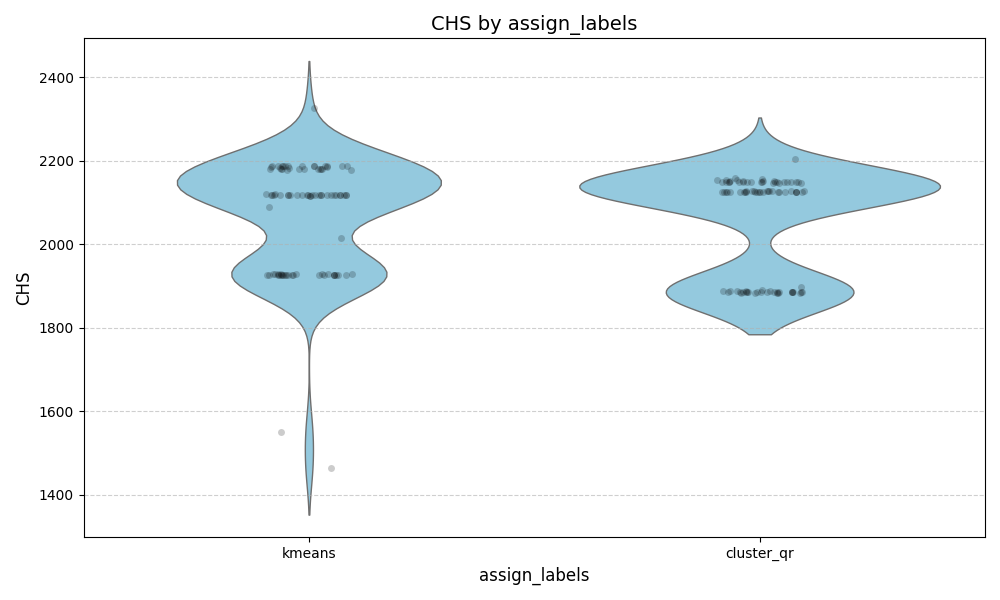 CHS by assign_labels
2400
2200
2000
1800
1600
1400
CHS
kmeans
cluster_qr
assign_labels